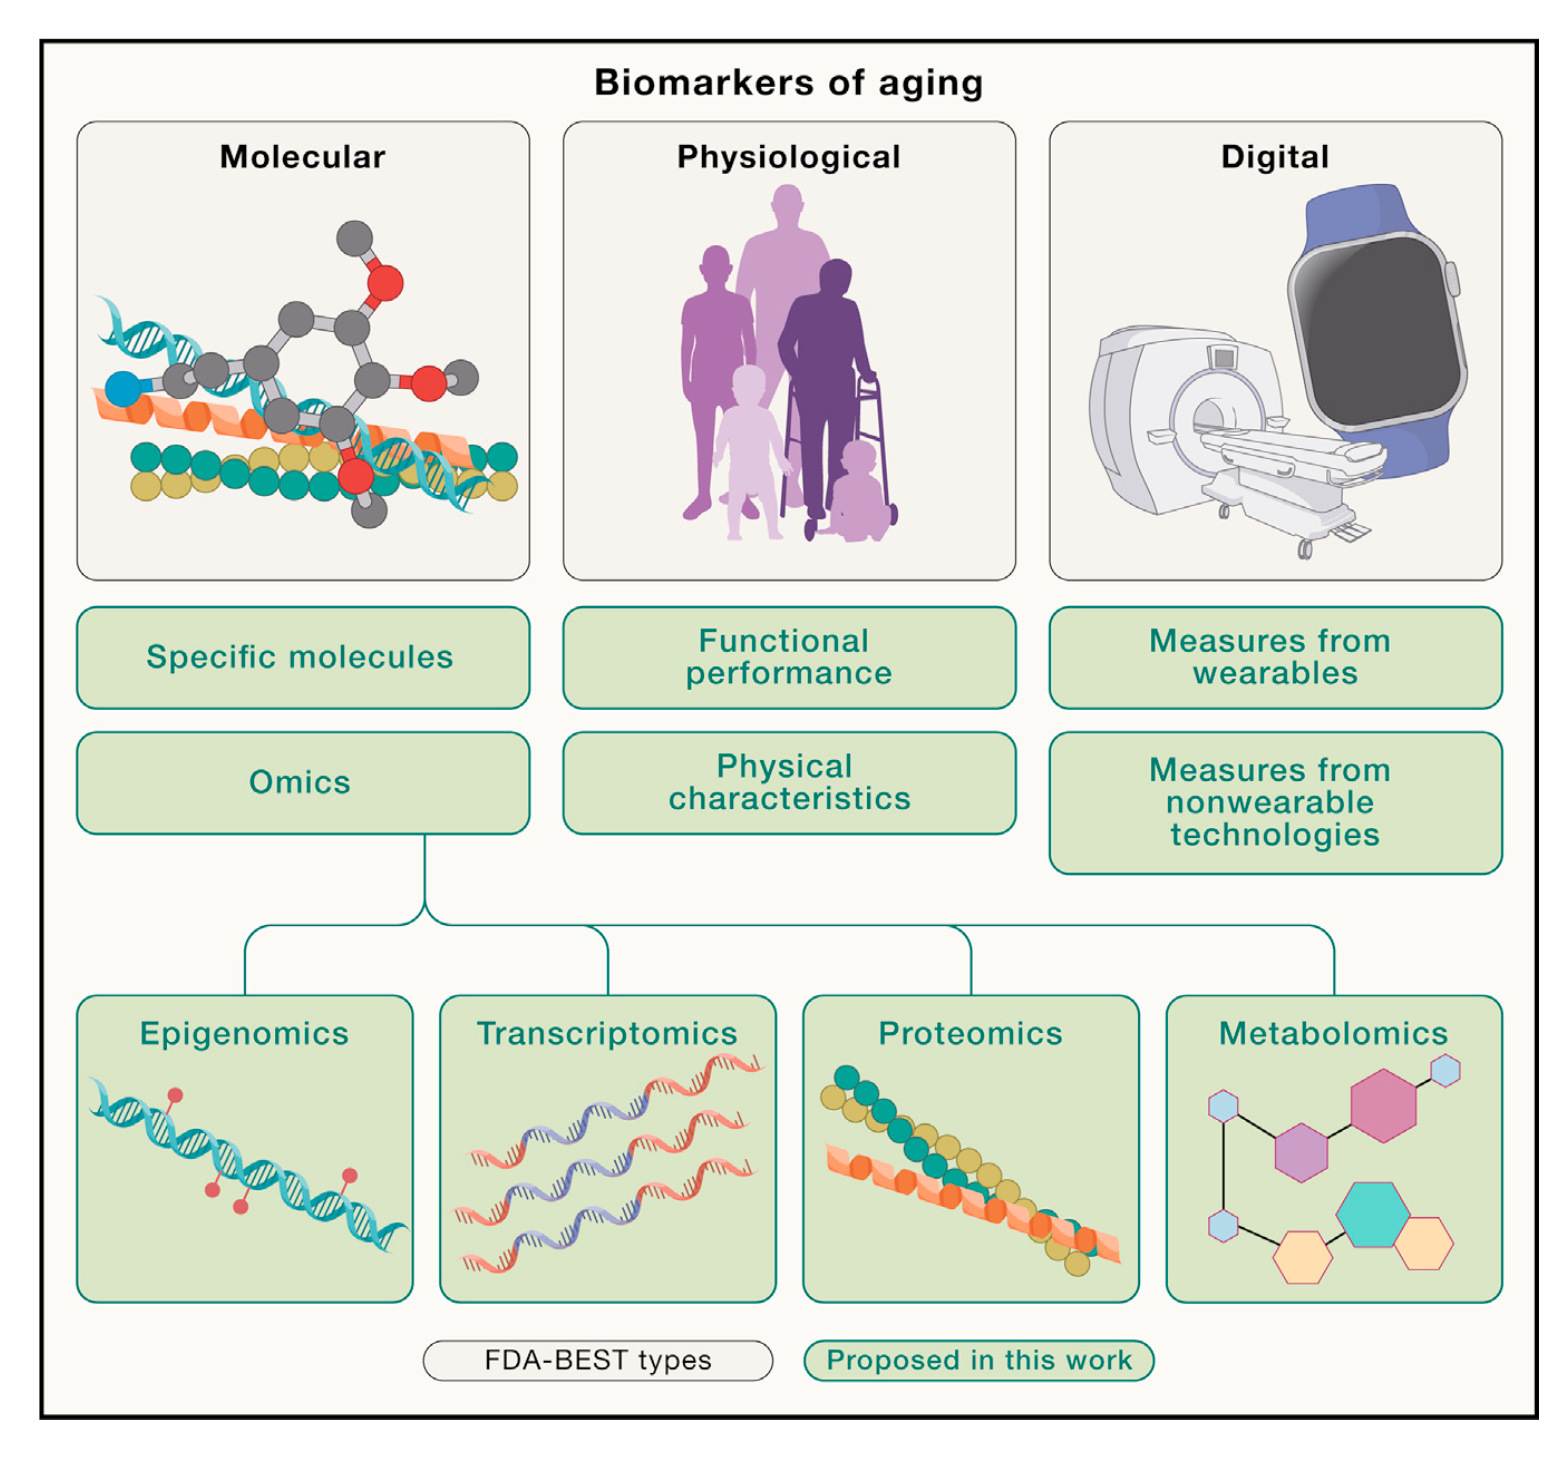 Biomarkers of aging
Molecular
Physiological
Digital
Specific molecules
Functional
performance
Measures from
wearables
Omics
Physical
characteristics
Measures from
nonwearable
technologies
Epigenomics
Transcriptomics
Proteomics
Metabolomics
FDA-BEST types
Proposed in this work